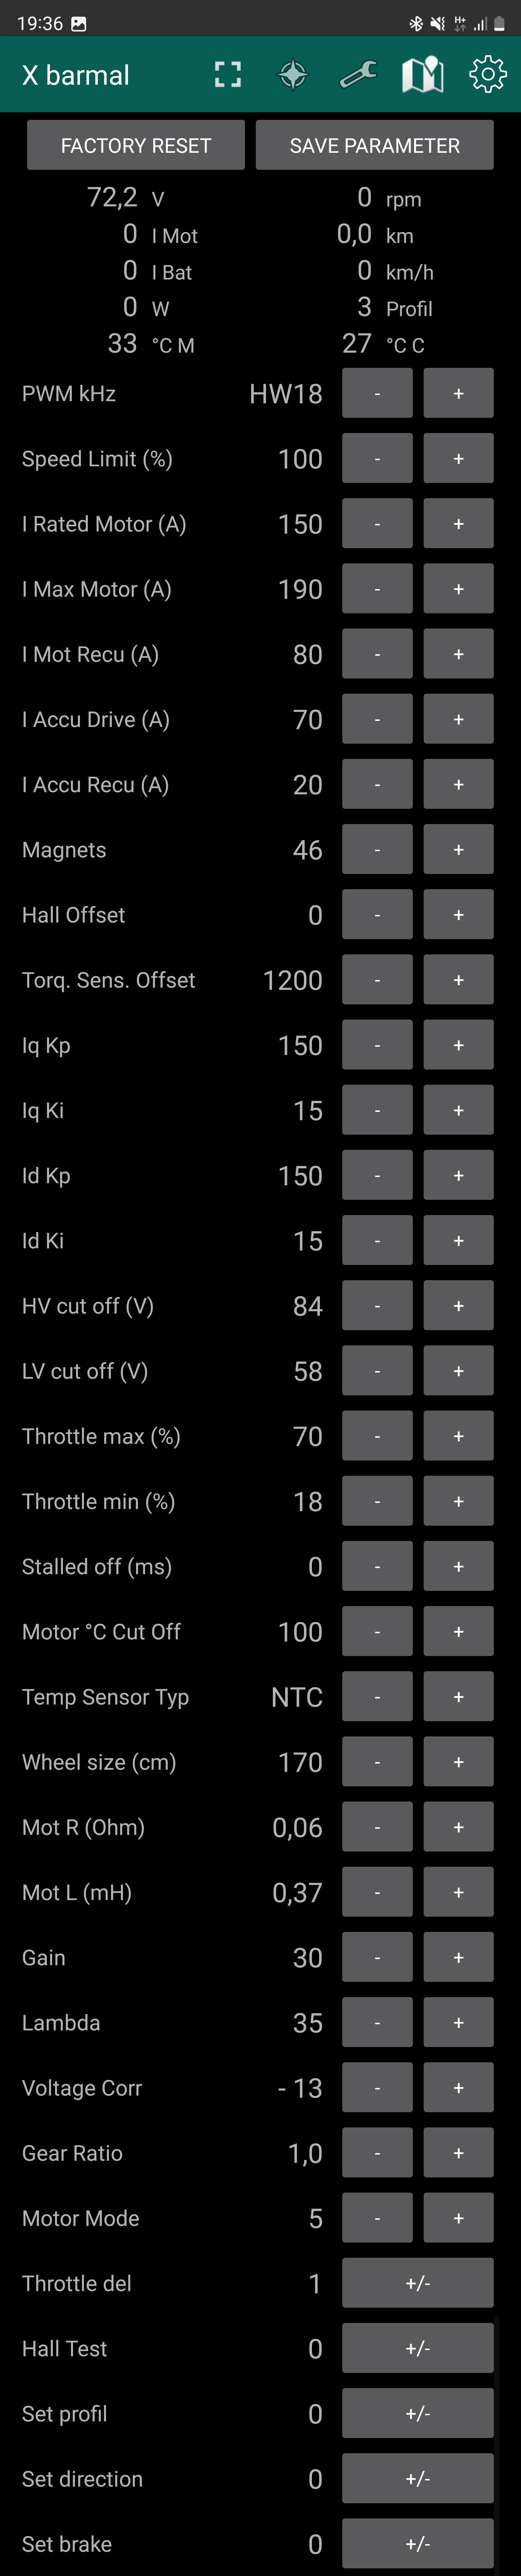 19:36
X barmal
FACTORY RESET SAVE PARAMETER
72,2 V 0 rpm
0 I Mot 0,0 km
0 I Bat 0 km/h
0 W 3 Profil
33 °C M 27 °C C
PWM kHz HW18 - +
Speed Limit (%) 100 - +
I Rated Motor (A) 150 - +
I Max Motor (A) 190 - +
I Mot Recu (A) 80 - +
I Accu Drive (A) 70 - +
I Accu Recu (A) 20 - +
Magnets 46 - +
Hall Offset 0 - +
Torq. Sens. Offset 1200 - +
Iq Kp 150 - +
Iq Ki 15 - +
Id Kp 150 - +
Id Ki 15 - +
HV cut off (V) 84 - +
LV cut off (V) 58 - +
Throttle max (%) 70 - +
Throttle min (%) 18 - +
Stalled off (ms) 0 - +
Motor °C Cut Off 100 - +
Temp Sensor Typ NTC - +
Wheel size (cm) 170 - +
Mot R (Ohm) 0,06 - +
Mot L (mH) 0,37 - +
Gain 30 - +
Lambda 35 - +
Voltage Corr - 13 - +
Gear Ratio 1,0 - +
Motor Mode 5 - +
Throttle del 1 +/-
Hall Test 0 +/-
Set profil 0 +/-
Set direction 0 +/-
Set brake 0 +/-